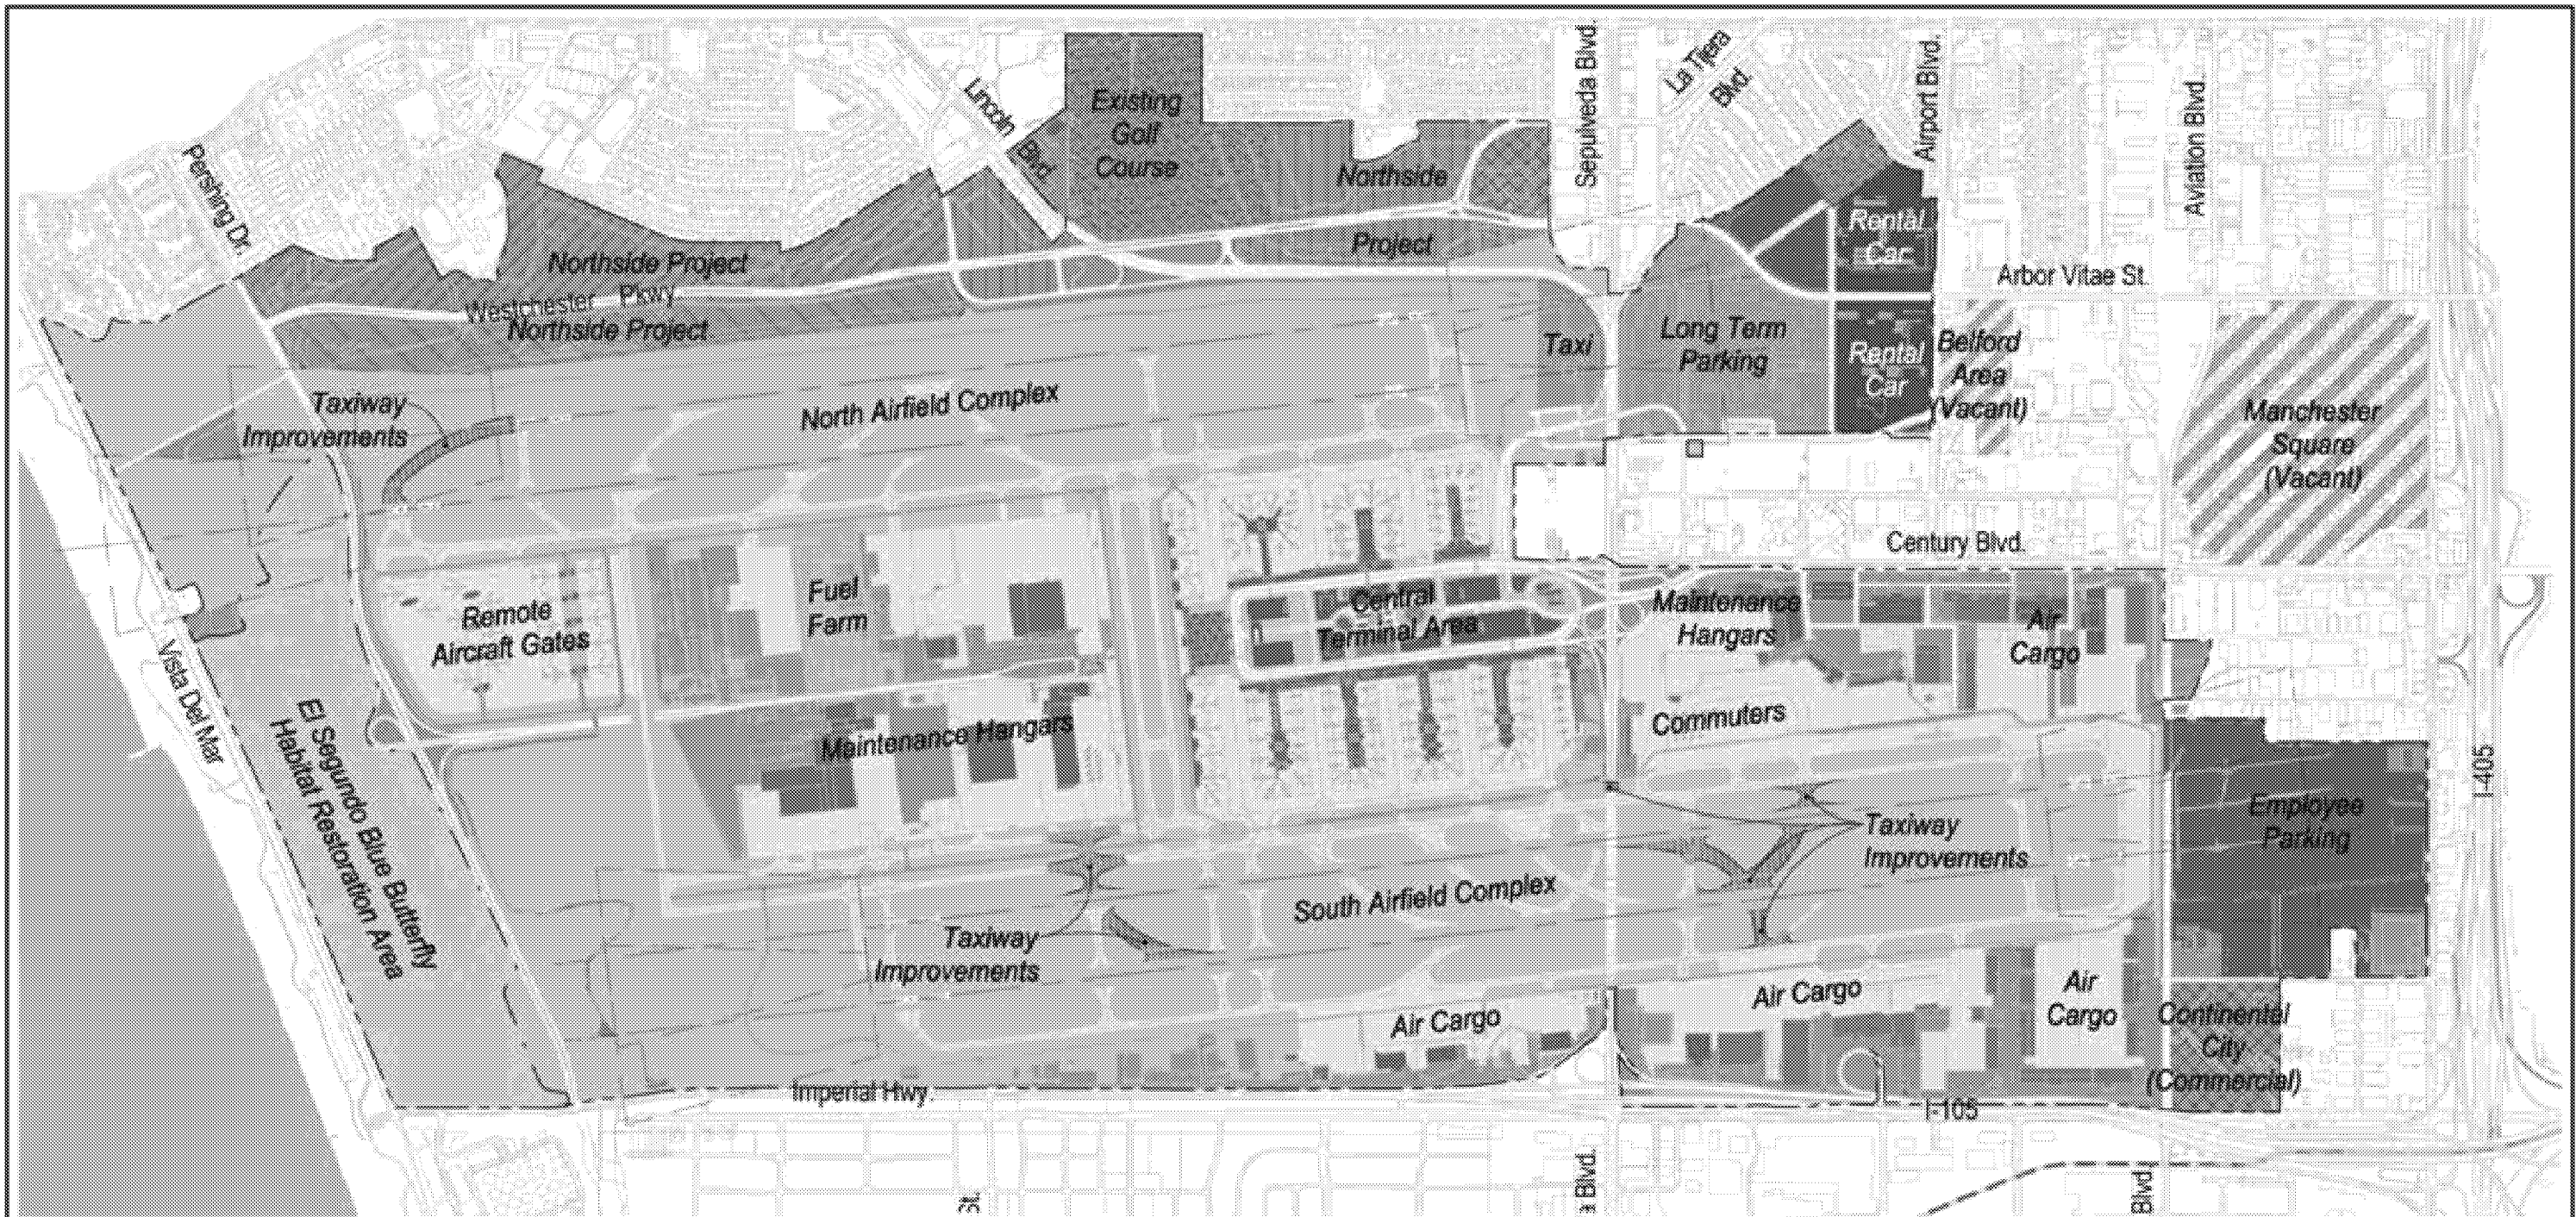 Sepulveda Blvd.
La Tijera
Blvd.
Airport Blvd.
Aviation Blvd.
Lincoln
Blvd.
Existing
Golf
Course
Pershing Dr.
Northside
Project
Rental
Car
Arbor Vitae St.
Northside Project
Westchester Pkwy
Northside Project
Taxi
Long Term
Parking
Rental
Car
Belford
Area
(Vacant)
Manchester
Square
(Vacant)
Taxiway
Improvements
North Airfield Complex
Century Blvd.
Remote
Aircraft Gates
Fuel
Farm
Central
Terminal Area
Maintenance
Hangars
Air
Cargo
Vista Del Mar
El Segundo Blue Butterfly
Habitat Restoration Area
Maintenance Hangars
Commuters
I-405
Employee
Parking
Taxiway
Improvements
South Airfield Complex
Taxiway
Improvements
Air Cargo
Air Cargo
Air
Cargo
Continental
City
(Commercial)
Imperial Hwy.
I-105
St.
a Blvd.
Blvd